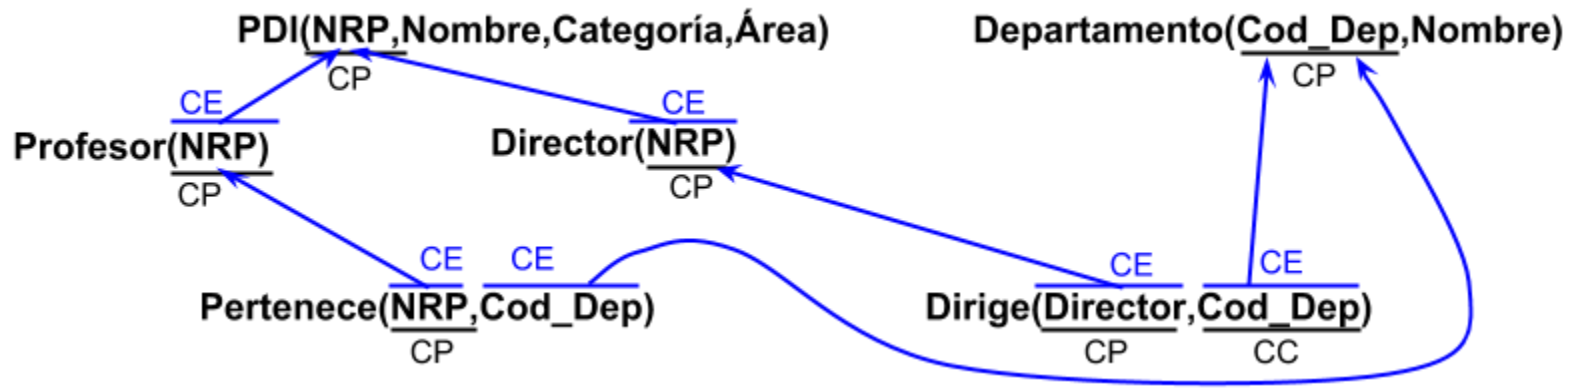 PDI(NRP,Nombre,Categoría,Área)
Departamento(Cod_Dep,Nombre)
CP
CP
CE
CE
Profesor(NRP)
Director(NRP)
CP
CP
CE
CE
CE
CE
Pertenece(NRP,Cod_Dep)
Dirige(Director,Cod_Dep)
CP
CP
CC